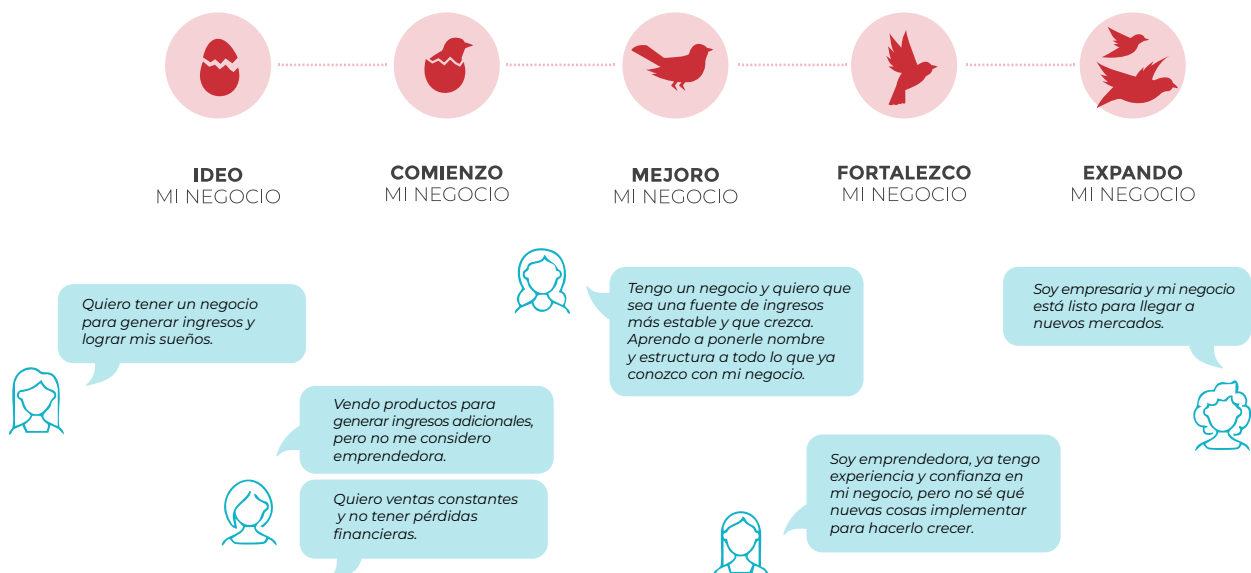 IDEO
MI NEGOCIO
COMIENZO
MI NEGOCIO
MEJORO
MI NEGOCIO
FORTALEZCO
MI NEGOCIO
EXPANDO
MI NEGOCIO
Quiero tener un negocio
para generar ingresos y
lograr mis sueños.
Vendo productos para
generar ingresos adicionales,
pero no me considero
emprendedora.
Quiero ventas constantes
y no tener pérdidas
financieras.
Tengo un negocio y quiero que
sea una fuente de ingresos
más estable y que crezca.
Aprendo a ponerle nombre
y estructura a todo lo que ya
conozco con mi negocio.
Soy emprendedora, ya tengo
experiencia y confianza en
mi negocio, pero no sé qué
nuevas cosas implementar
para hacerlo crecer.
Soy empresaria y mi negocio
está listo para llegar a
nuevos mercados.